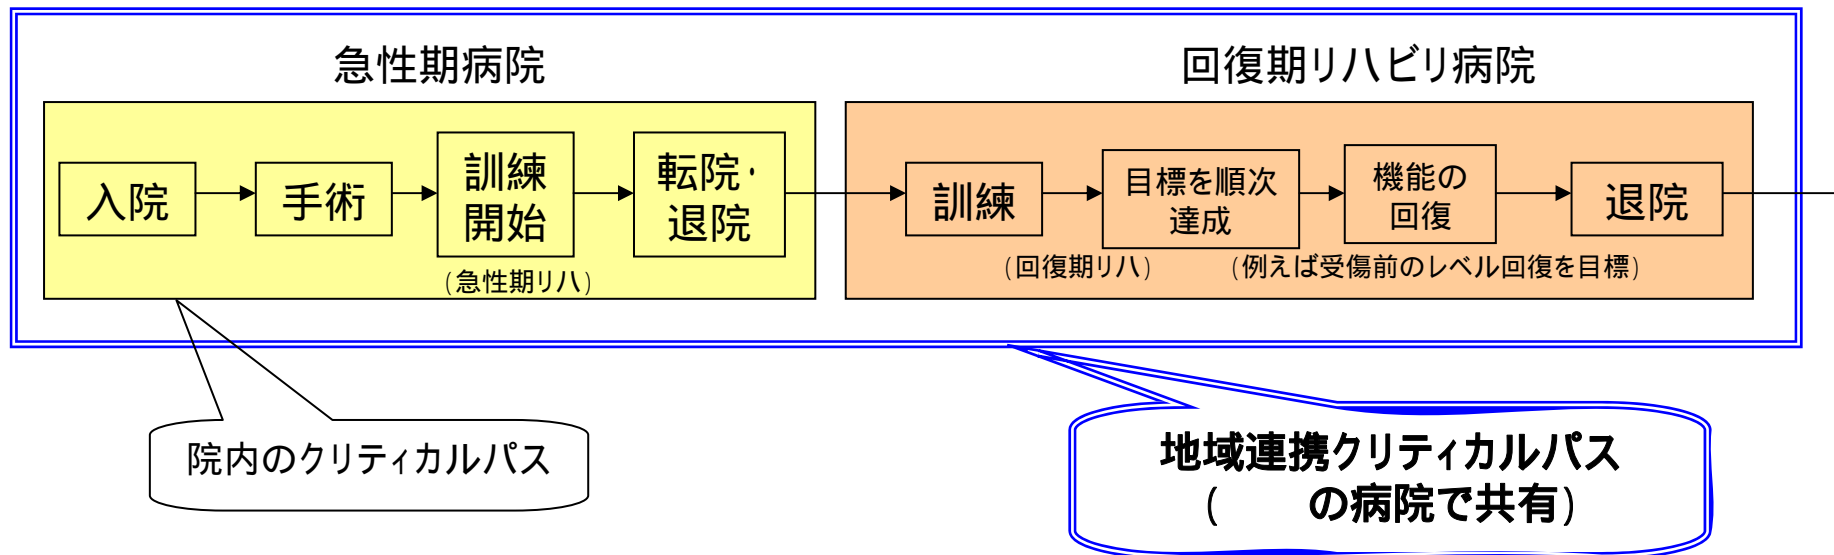 急性期病院
回復期リハビリ病院
入院
手術
訓練
開始
(急性期リハ)
転院・
退院
訓練
(回復期リハ)
目標を順次
達成
機能の
回復
(例えば受傷前のレベル回復を目標)
退院
院内のクリティカルパス
地域連携クリティカルパス
(　　の病院で共有)